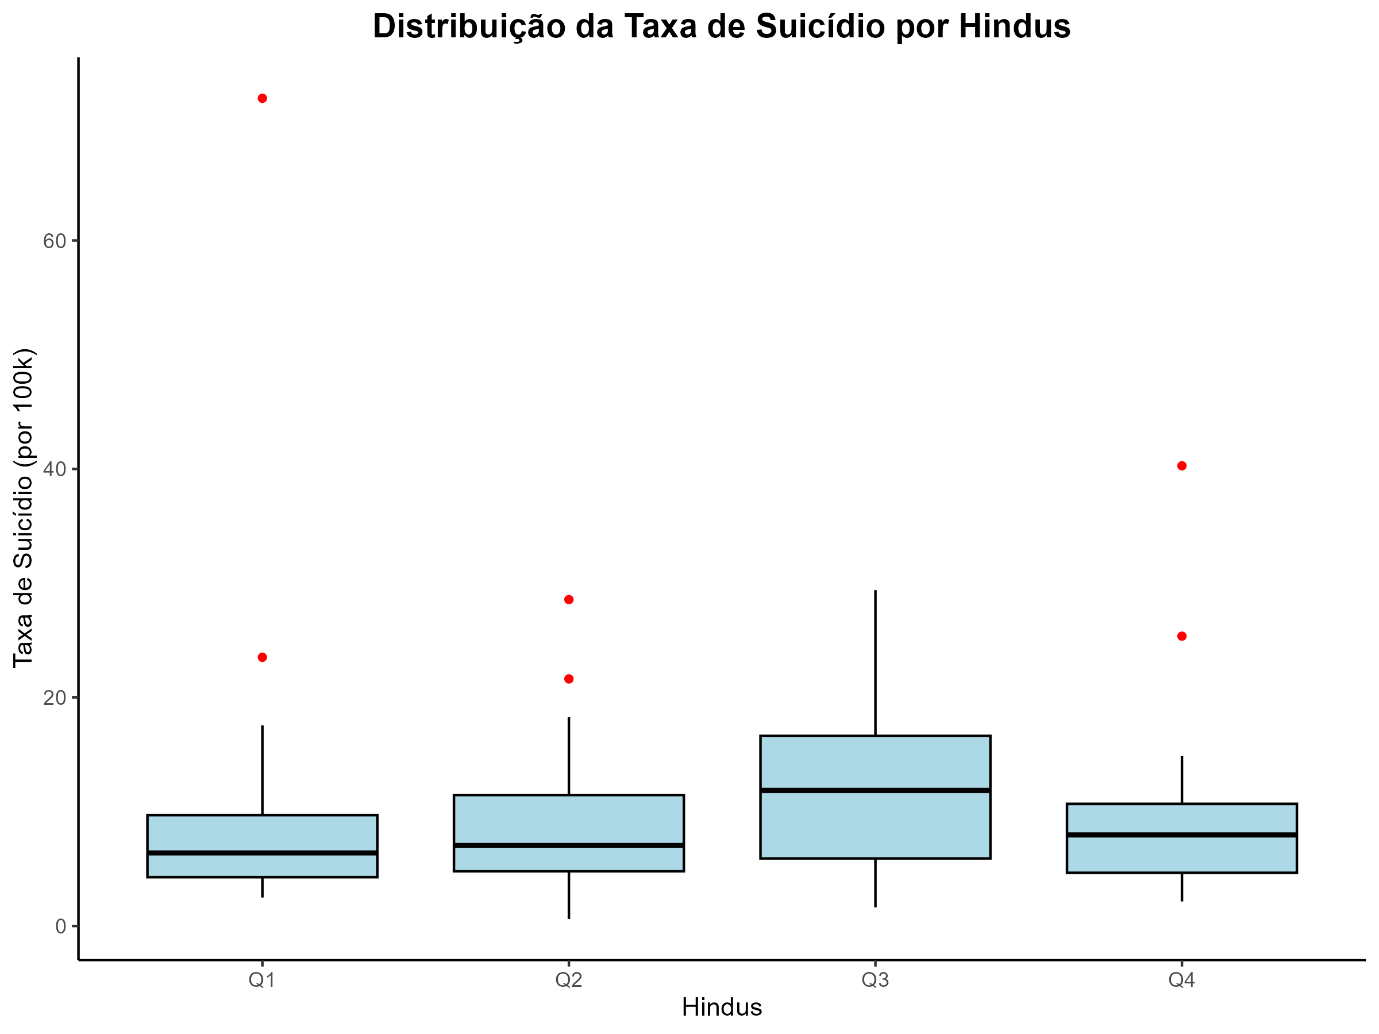 Distribuição da Taxa de Suicídio por Hindus
Taxa de Suicídio (por 100k)
60
40
20
0
Q1 Q2 Q3 Q4
Hindus